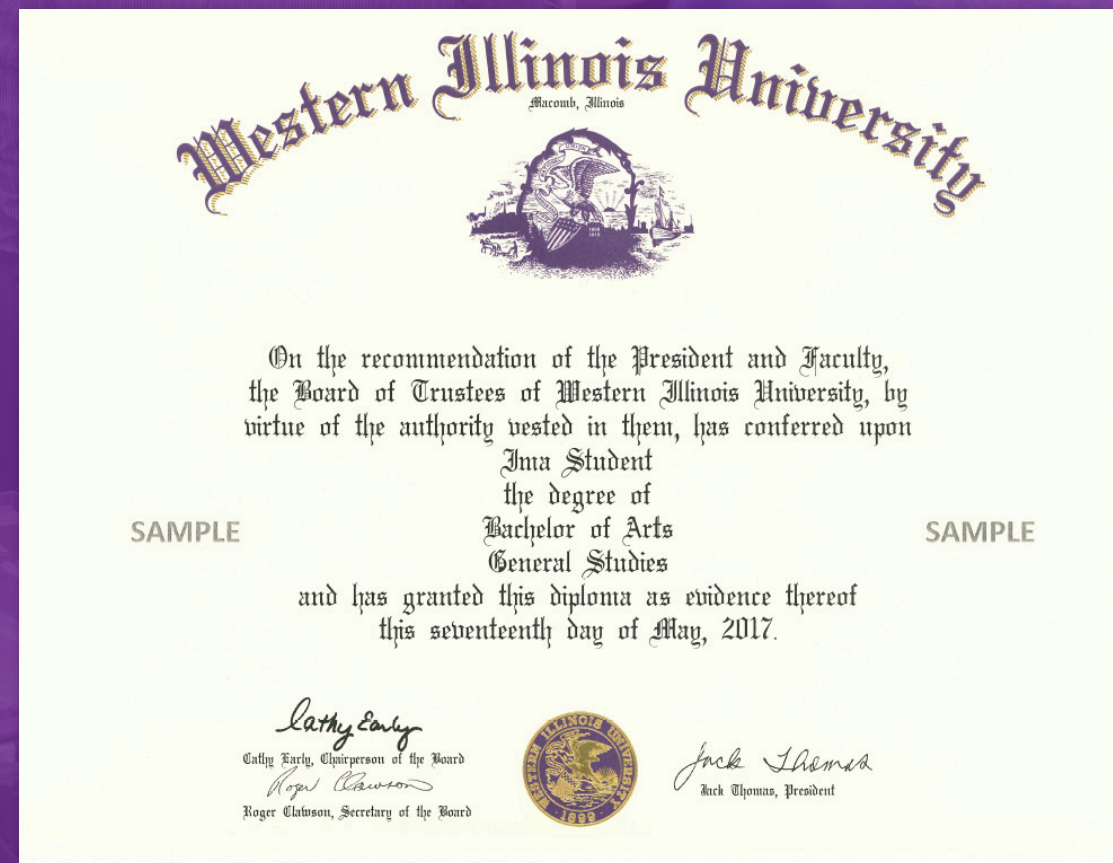 Western Illinois University
Macomb, Illinois
On the recommendation of the President and Faculty,
the Board of Trustees of Western Illinois University, by
virtue of the authority vested in them, has conferred upon
Ima Student
the degree of
SAMPLE Bachelor of Arts SAMPLE
General Studies
and has granted this diploma as evidence thereof
this seventeenth day of May, 2017.
Cathy Early
Cathy Early, Chairperson of the Board
Roger Clawson
Roger Clawson, Secretary of the Board
WESTERN ILLINOIS UNIVERSITY
1899
Jack Thomas
Jack Thomas, President